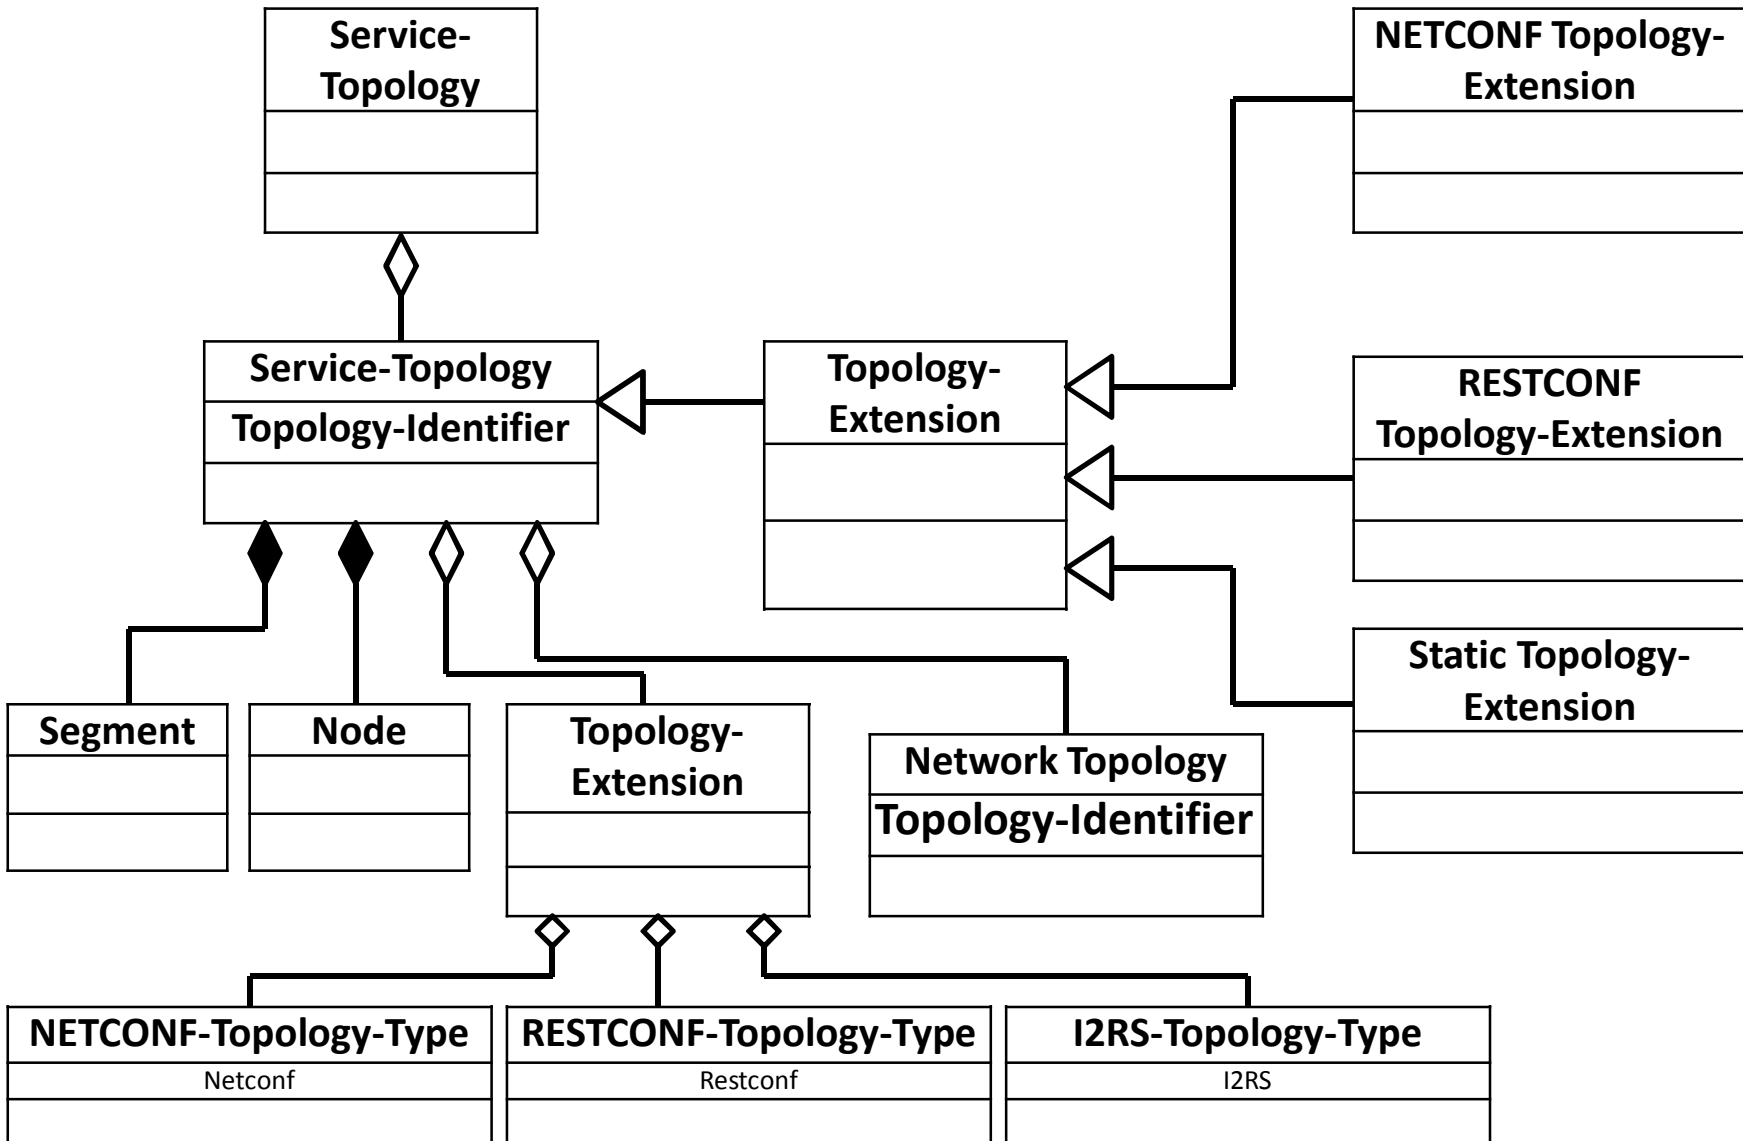 Service-
Topology
NETCONF Topology-
Extension
Service-Topology
Topology-Identifier
Topology-
Extension
RESTCONF
Topology-Extension
Static Topology-
Extension
Segment
Node
Topology-
Extension
Network Topology
Topology-Identifier
NETCONF-Topology-Type
Netconf
RESTCONF-Topology-Type
Restconf
I2RS-Topology-Type
I2RS